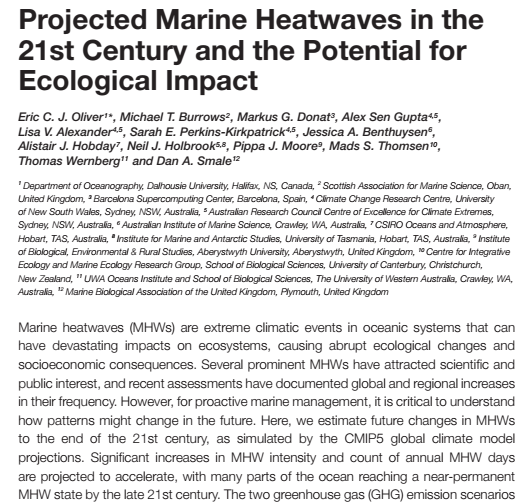 Projected Marine Heatwaves in the
21st Century and the Potential for
Ecological Impact
Eric C. J. Oliver¹*, Michael T. Burrows², Markus G. Donat³, Alex Sen Gupta⁴,⁵,
Lisa V. Alexander⁴,⁵, Sarah E. Perkins-Kirkpatrick⁴,⁵, Jessica A. Benthuysen⁶,
Alistair J. Hobday⁷, Neil J. Holbrook⁵,⁸, Pippa J. Moore⁹, Mads S. Thomsen¹⁰,
Thomas Wernberg¹¹ and Dan A. Smale¹²
¹ Department of Oceanography, Dalhousie University, Halifax, NS, Canada, ² Scottish Association for Marine Science, Oban,
United Kingdom, ³ Barcelona Supercomputing Center, Barcelona, Spain, ⁴ Climate Change Research Centre, University
of New South Wales, Sydney, NSW, Australia, ⁵ Australian Research Council Centre of Excellence for Climate Extremes,
Sydney, NSW, Australia, ⁶ Australian Institute of Marine Science, Crawley, WA, Australia, ⁷ CSIRO Oceans and Atmosphere,
Hobart, TAS, Australia, ⁸ Institute for Marine and Antarctic Studies, University of Tasmania, Hobart, TAS, Australia, ⁹ Institute
of Biological, Environmental & Rural Studies, Aberystwyth University, Aberystwyth, United Kingdom, ¹⁰ Centre for Integrative
Ecology and Marine Ecology Research Group, School of Biological Sciences, University of Canterbury, Christchurch,
New Zealand, ¹¹ UWA Oceans Institute and School of Biological Sciences, The University of Western Australia, Crawley, WA,
Australia, ¹² Marine Biological Association of the United Kingdom, Plymouth, United Kingdom
Marine heatwaves (MHWs) are extreme climatic events in oceanic systems that can
have devastating impacts on ecosystems, causing abrupt ecological changes and
socioeconomic consequences. Several prominent MHWs have attracted scientific and
public interest, and recent assessments have documented global and regional increases
in their frequency. However, for proactive marine management, it is critical to understand
how patterns might change in the future. Here, we estimate future changes in MHWs
to the end of the 21st century, as simulated by the CMIP5 global climate model
projections. Significant increases in MHW intensity and count of annual MHW days
are projected to accelerate, with many parts of the ocean reaching a near-permanent
MHW state by the late 21st century. The two greenhouse gas (GHG) emission scenarios